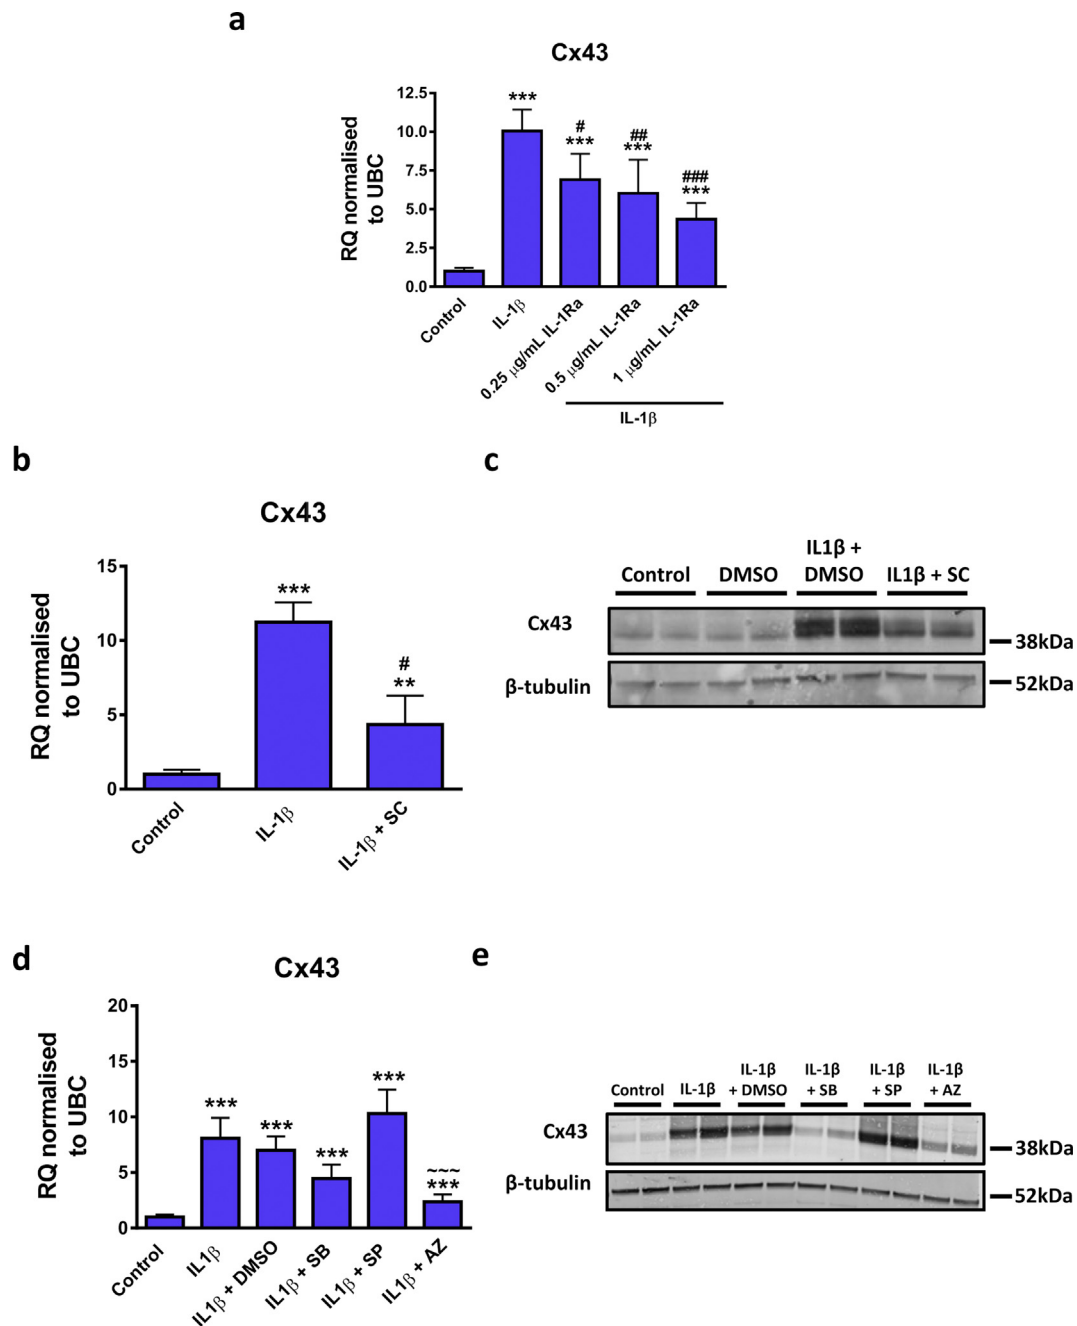 a
Cx43
RQ normalised
to UBC
12.5
10.0
7.5
5.0
2.5
0.0
***
#
***
##
***
###
***
Control
IL-1β
0.25 μg/mL IL-1Ra
0.5 μg/mL IL-1Ra
1 μg/mL IL-1Ra
IL-1β
b
Cx43
RQ normalised
to UBC
15
10
5
0
***
#
**
Control
IL-1β
IL-1β + SC
c
Control
DMSO
IL1β +
DMSO
IL1β + SC
Cx43
38kDa
β-tubulin
52kDa
d
Cx43
RQ normalised
to UBC
20
15
10
5
0
***
***
***
***
~~~
***
Control
IL1β
IL1β + DMSO
IL1β + SB
IL1β + SP
IL1β + AZ
e
Control
IL-1β
IL-1β
+ DMSO
IL-1β
+ SB
IL-1β
+ SP
IL-1β
+ AZ
Cx43
38kDa
β-tubulin
52kDa